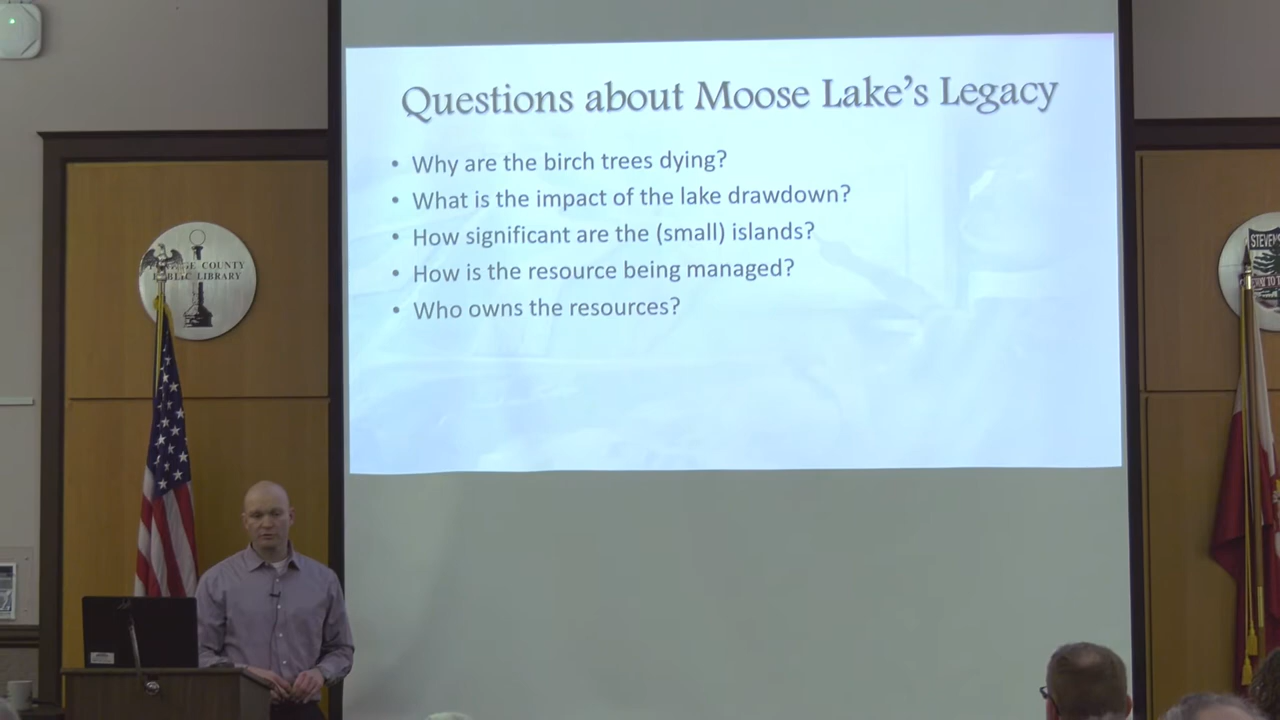 Questions about Moose Lake's Legacy
• Why are the birch trees dying?
• What is the impact of the lake drawdown?
• How significant are the (small) islands?
• How is the resource being managed?
• Who owns the resources?
COUNTY
LIBRARY